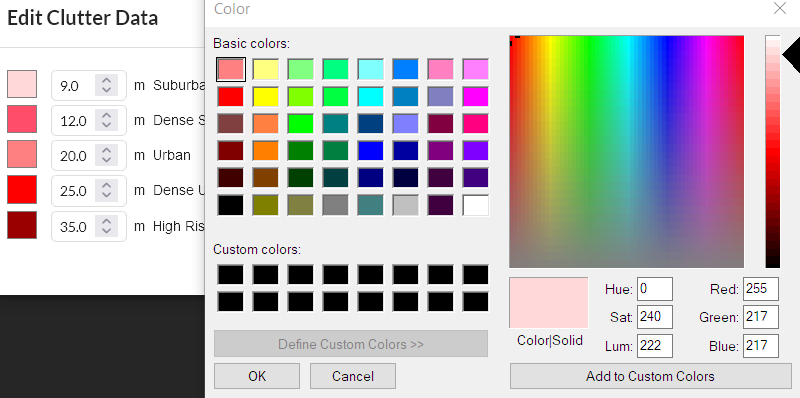 Edit Clutter Data
9.0 m Suburba
12.0 m Dense S
20.0 m Urban
25.0 m Dense U
35.0 m High Ris
Color
Basic colors:
Custom colors:
Define Custom Colors >>
OK Cancel
Color|Solid
Hue: 0 Red: 255
Sat: 240 Green: 217
Lum: 222 Blue: 217
Add to Custom Colors